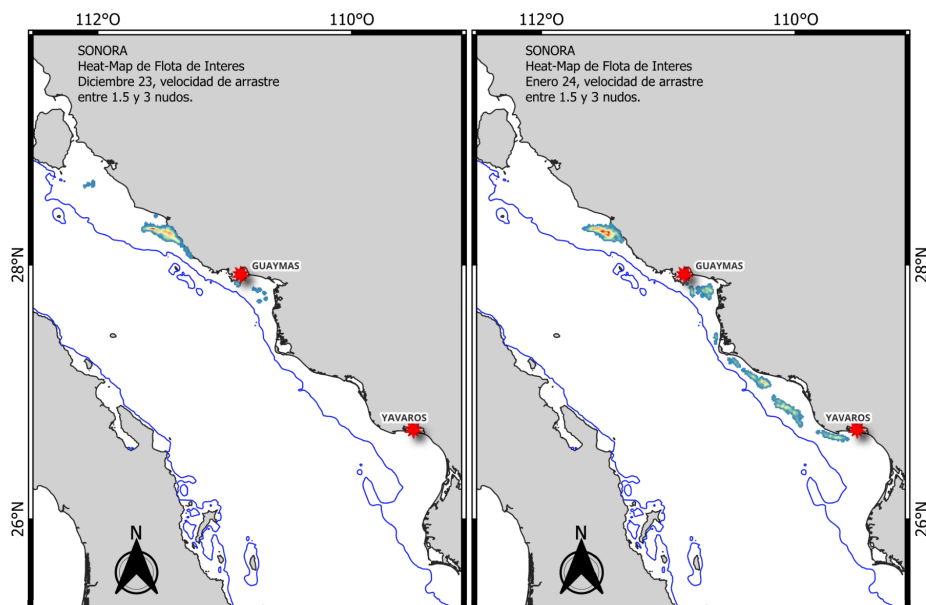 112°O
110°O
112°O
110°O
SONORA
Heat-Map de Flota de Interes
Diciembre 23, velocidad de arrastre
entre 1.5 y 3 nudos.
SONORA
Heat-Map de Flota de Interes
Enero 24, velocidad de arrastre
entre 1.5 y 3 nudos.
28°N
GUAYMAS
GUAYMAS
28°N
YAVAROS
YAVAROS
26°N
N
N
26°N